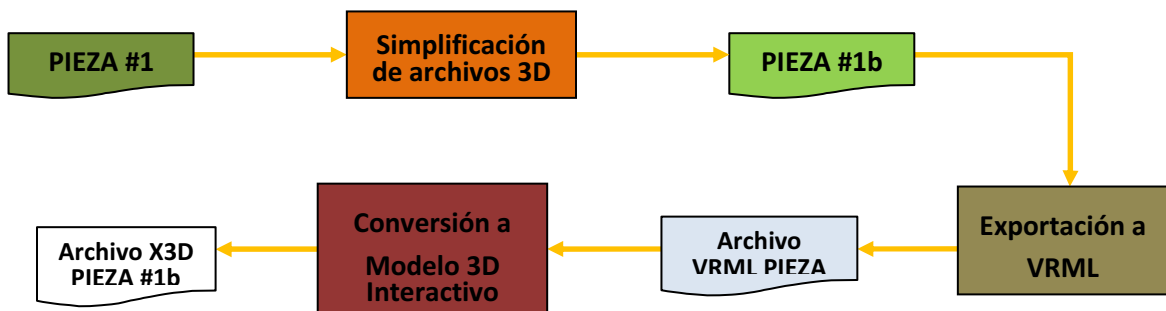 PIEZA #1
Simplificación
de archivos 3D
PIEZA #1b
Exportación a
VRML
Archivo
VRML PIEZA
Conversión a
Modelo 3D
Interactivo
Archivo X3D
PIEZA #1b